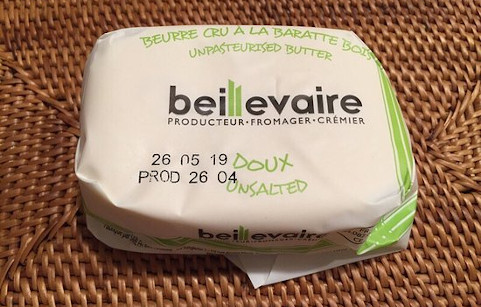 BEURRE CRU A LA BARATTE BOIS
UNPASTEURISED BUTTER
beillevaire
PRODUCTEUR·FROMAGER·CRÉMIER
26 05 19 DOUX
PROD 26 04 UNSALTED
beillevaire